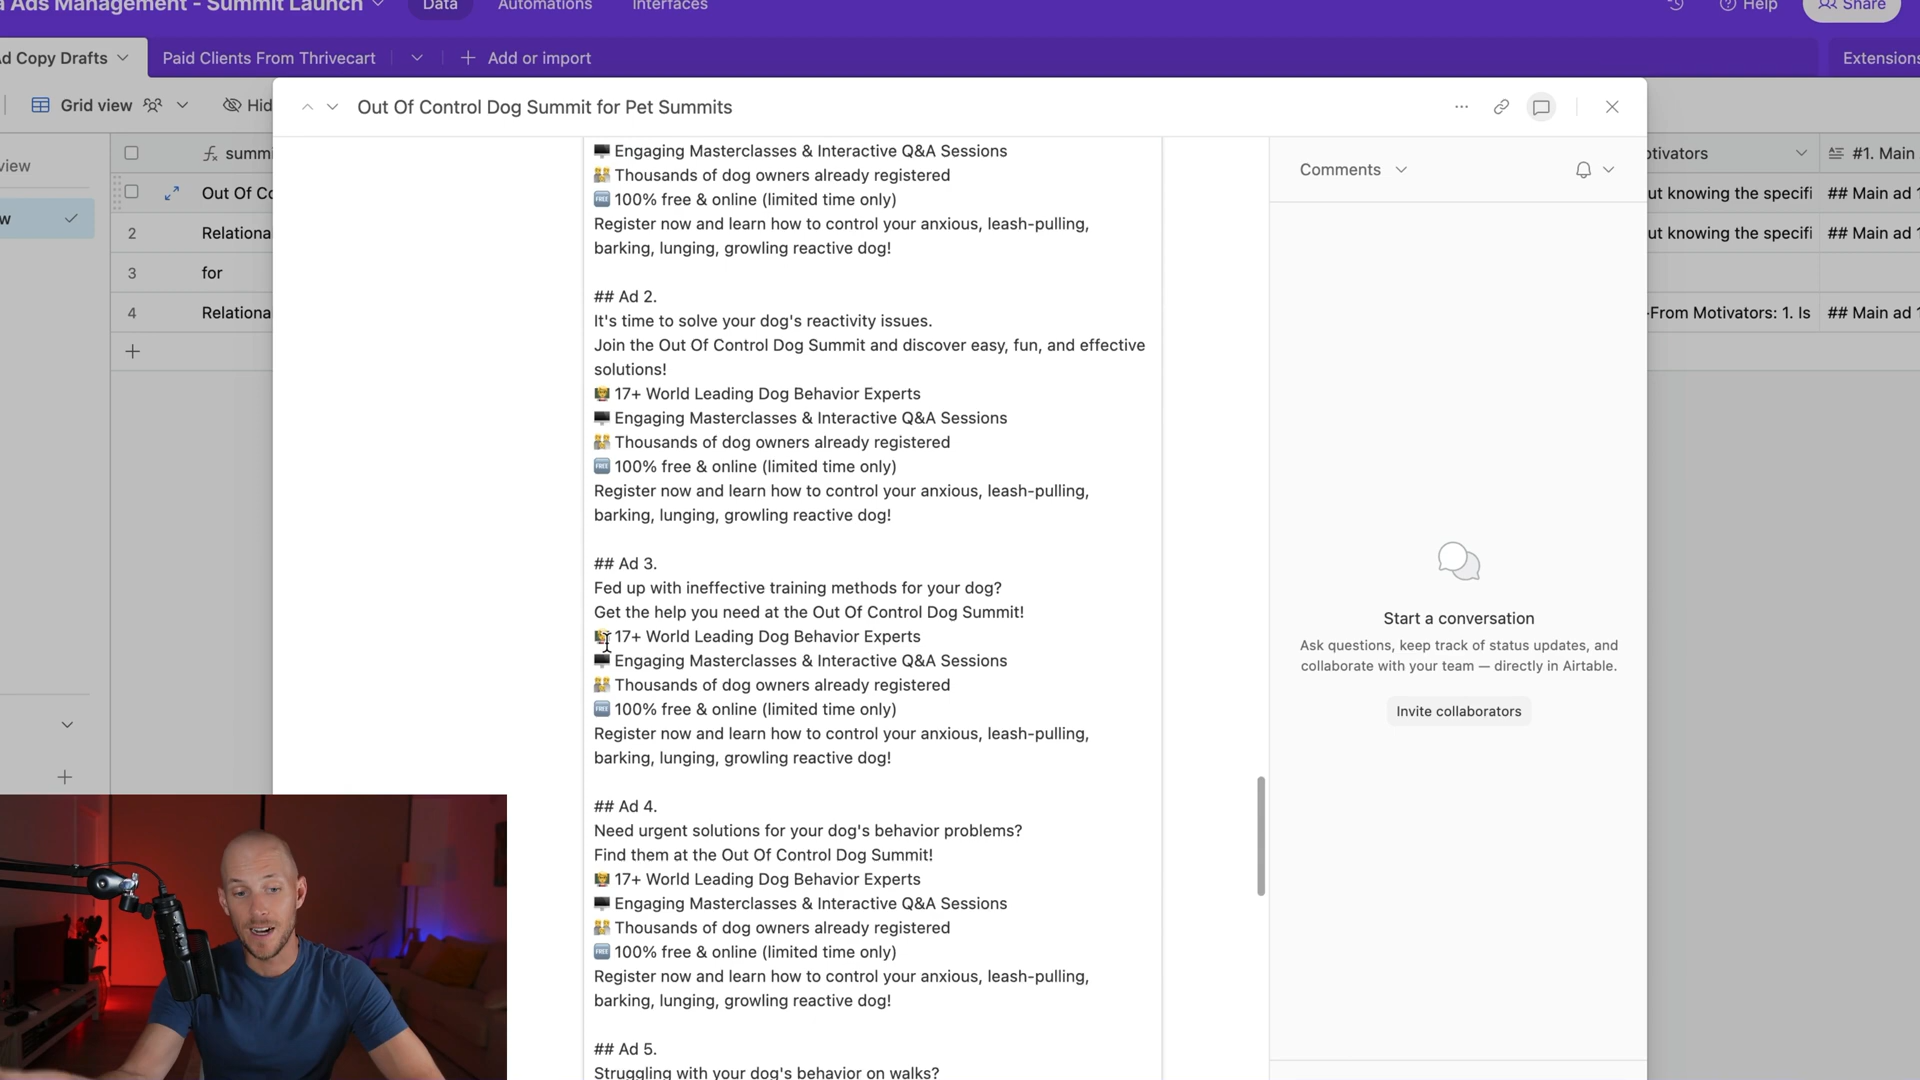 Ads Management - Summit Launch
Data
Automations
Interfaces
Help
Share
d Copy Drafts
Paid Clients From Thrivecart
Add or import
Extensions
Grid view
Hid
Out Of Control Dog Summit for Pet Summits
view
summi
w
Out Of Co
2 Relationa
3 for
4 Relationa
🖥️ Engaging Masterclasses & Interactive Q&A Sessions
👥 Thousands of dog owners already registered
🆓 100% free & online (limited time only)
Register now and learn how to control your anxious, leash-pulling,
barking, lunging, growling reactive dog!
## Ad 2.
It's time to solve your dog's reactivity issues.
Join the Out Of Control Dog Summit and discover easy, fun, and effective
solutions!
17+ World Leading Dog Behavior Experts
🖥️ Engaging Masterclasses & Interactive Q&A Sessions
👥 Thousands of dog owners already registered
🆓 100% free & online (limited time only)
Register now and learn how to control your anxious, leash-pulling,
barking, lunging, growling reactive dog!
## Ad 3.
Fed up with ineffective training methods for your dog?
Get the help you need at the Out Of Control Dog Summit!
17+ World Leading Dog Behavior Experts
🖥️ Engaging Masterclasses & Interactive Q&A Sessions
👥 Thousands of dog owners already registered
🆓 100% free & online (limited time only)
Register now and learn how to control your anxious, leash-pulling,
barking, lunging, growling reactive dog!
## Ad 4.
Need urgent solutions for your dog's behavior problems?
Find them at the Out Of Control Dog Summit!
17+ World Leading Dog Behavior Experts
🖥️ Engaging Masterclasses & Interactive Q&A Sessions
👥 Thousands of dog owners already registered
🆓 100% free & online (limited time only)
Register now and learn how to control your anxious, leash-pulling,
barking, lunging, growling reactive dog!
## Ad 5.
Struggling with your dog's behavior on walks?
Comments
Start a conversation
Ask questions, keep track of status updates, and
collaborate with your team — directly in Airtable.
Invite collaborators
otivators
#1. Main
ut knowing the specifi
## Main ad 1
ut knowing the specifi
## Main ad 1
-From Motivators: 1. Is
## Main ad 1